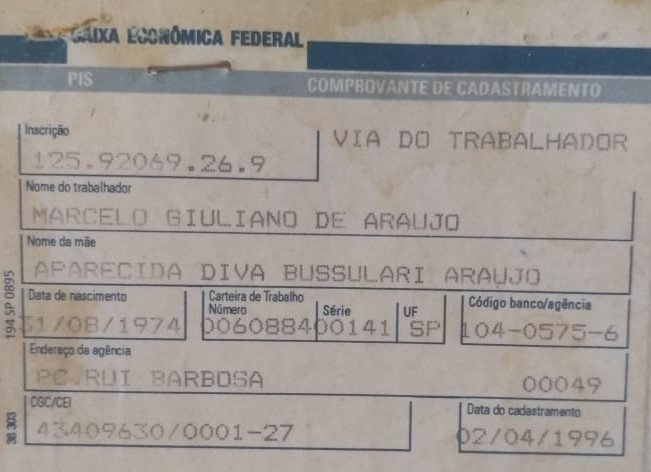 CAIXA ECONÔMICA FEDERAL
PIS COMPROVANTE DE CADASTRAMENTO
Inscrição VIA DO TRABALHADOR
125.92069.26.9
Nome do trabalhador
MARCELO GIULIANO DE ARAUJO
Nome da mãe
APARECIDA DIVA BUSSULARI ARAUJO
Data de nascimento Carteira de Trabalho Código banco/agência
Número Série UF
31/08/1974 0060884 00141 SP 104-0575-6
Endereço da agência
PC.RUI BARBOSA 00049
CGC/CEI Data do cadastramento
43409630/0001-27 02/04/1996
194 SP 0895
38 303